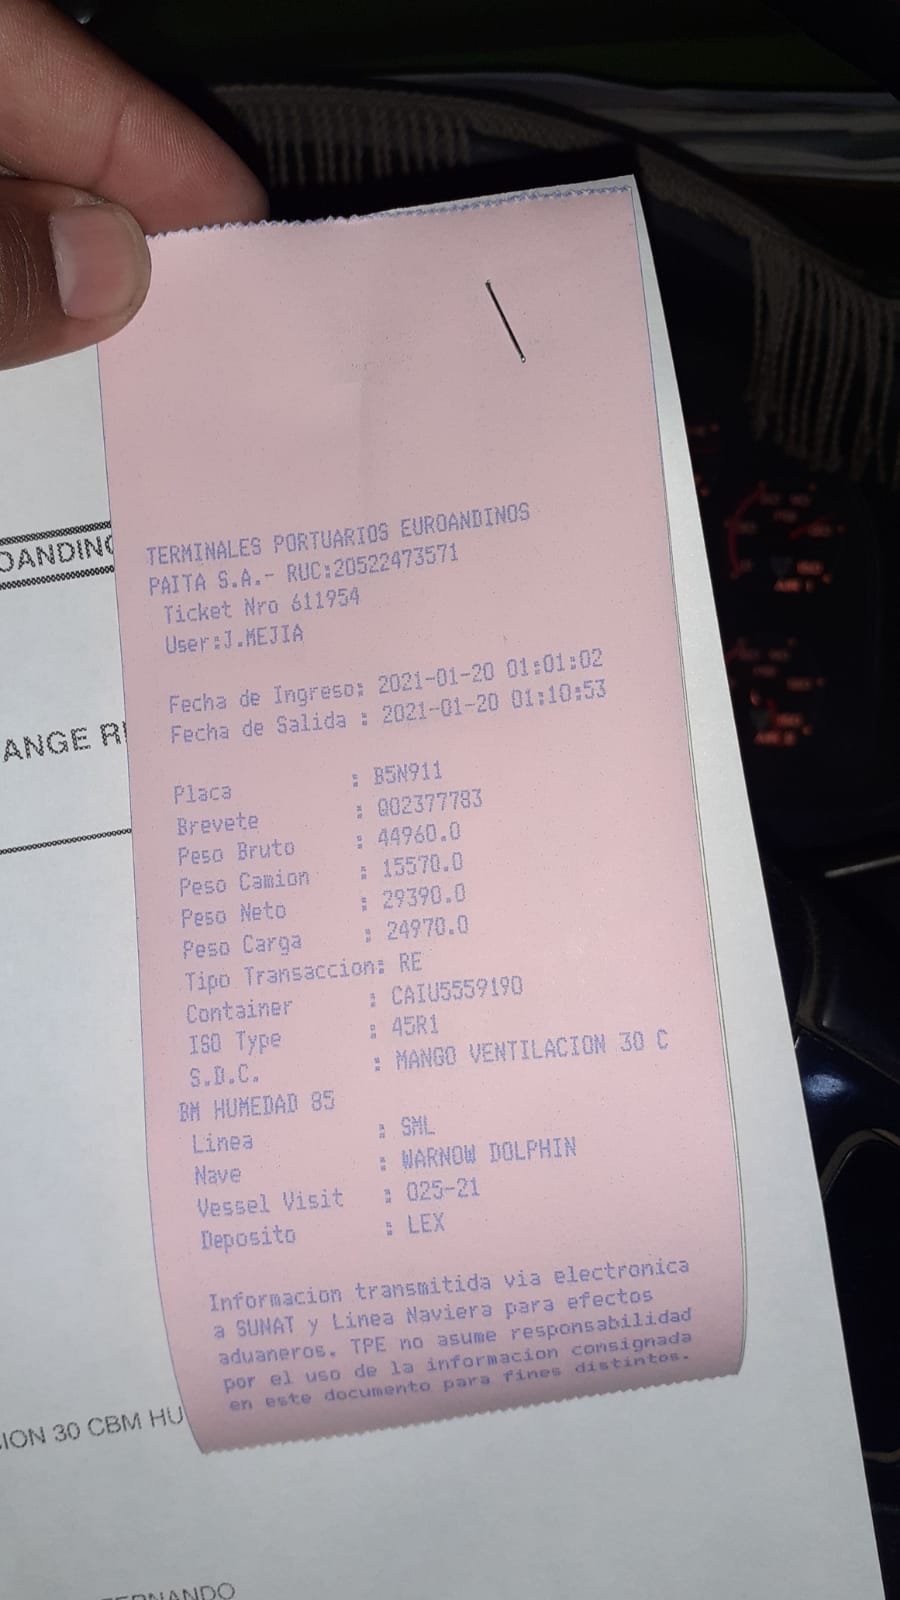 TERMINALES PORTUARIOS EUROANDINOS
PAITA S.A.- RUC:20522473571
Ticket Nro 611954
User:J.MEJIA
Fecha de Ingreso: 2021-01-20 01:01:02
Fecha de Salida : 2021-01-20 01:10:53
Placa : B5N911
Brevete : Q02377783
Peso Bruto : 44960.0
Peso Camion : 15570.0
Peso Neto : 29390.0
Peso Carga : 24970.0
Tipo Transaccion: RE
Container : CAIU5559190
ISO Type : 45R1
S.D.C. : MANGO VENTILACION 30 C
BM HUMEDAD 85
Linea : SML
Nave : WARNOW DOLPHIN
Vessel Visit : 025-21
Deposito : LEX
Informacion transmitida via electronica
a SUNAT y Linea Naviera para efectos
aduaneros. TPE no asume responsabilidad
por el uso de la informacion consignada
en este documento para fines distintos.
OANDINO
ANGE R
ION 30 CBM HU
ERNANDO